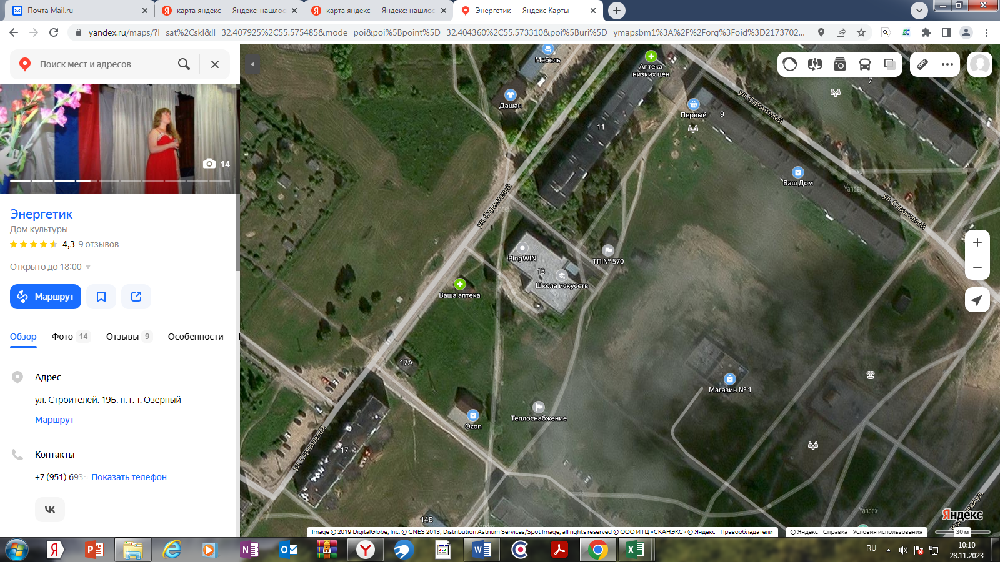 Почта Mail.ru
карта яндекс — Яндекс: нашлос
карта яндекс — Яндекс: нашлос
Энергетик — Яндекс Карты
yandex.ru/maps/?l=sat%2Cskl&ll=32.407925%2C55.575485&mode=poi&poi%5Bpoint%5D=32.404360%2C55.573310&poi%5Buri%5D=ymapsbm1%3A%2F%2Forg%3Foid%3D2173702...
Поиск мест и адресов
14
Энергетик
Дом культуры
4,3 9 отзывов
Открыто до 18:00
Маршрут
Обзор Фото 14 Отзывы 9 Особенности
Адрес
ул. Строителей, 19Б, п. г. т. Озёрный
Маршрут
Контакты
+7 (951) 693 Показать телефон
Мебель
Аптека
низких цен
7
Дашан
Первый
9
ул. Строителей
11
Ваш Дом
Yandex
ул. Строителей
ул. Строителей
PingWIN
ТП № 570
13
Школа искусств
Ваша аптека
17А
Магазин № 1
Теплоснабжение
Ozon
17
ул. Строителей
14Б
Yandex
Яндекс
Image © 2019 DigitalGlobe, Inc. © CNES 2013, Distribution Astrium Services/Spot Image, all rights reserved © ООО ИТЦ «СКАНЭКС» © Яндекс Правообладатели
© Яндекс Справка Условия использования
30 м
RU
10:10
28.11.2023